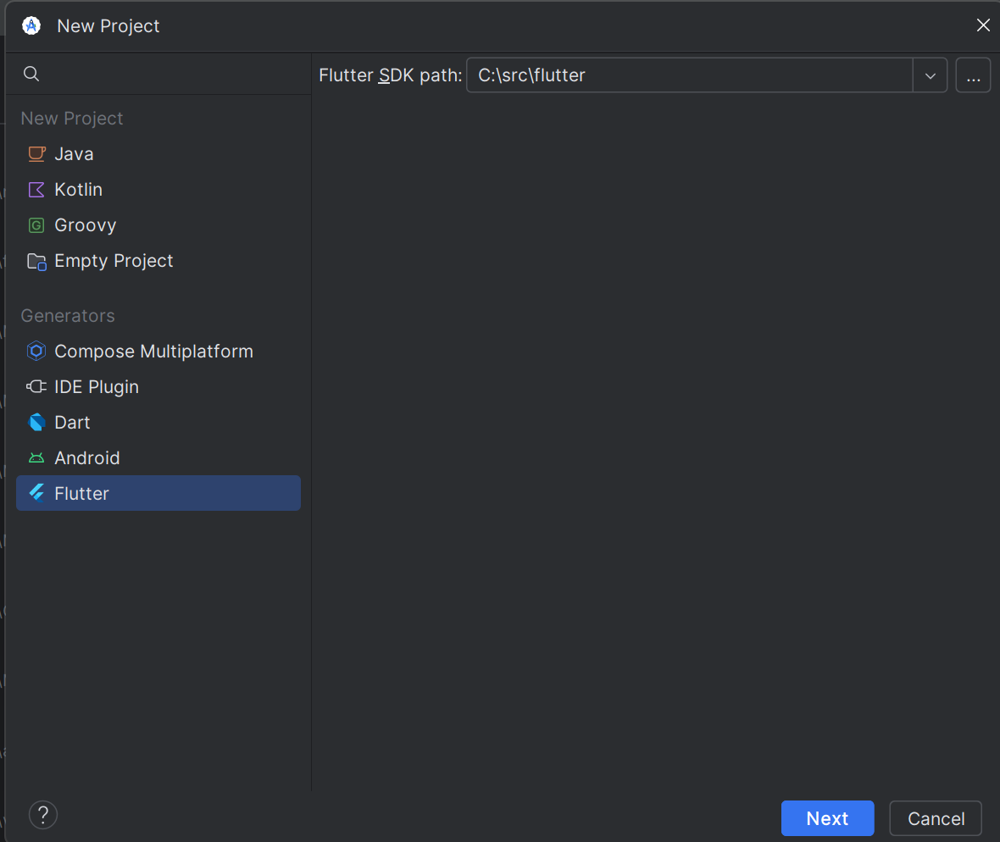 New Project
Flutter SDK path: C:\src\flutter ...
New Project
Java
Kotlin
G Groovy
Empty Project
Generators
Compose Multiplatform
IDE Plugin
Dart
Android
Flutter
? Next Cancel